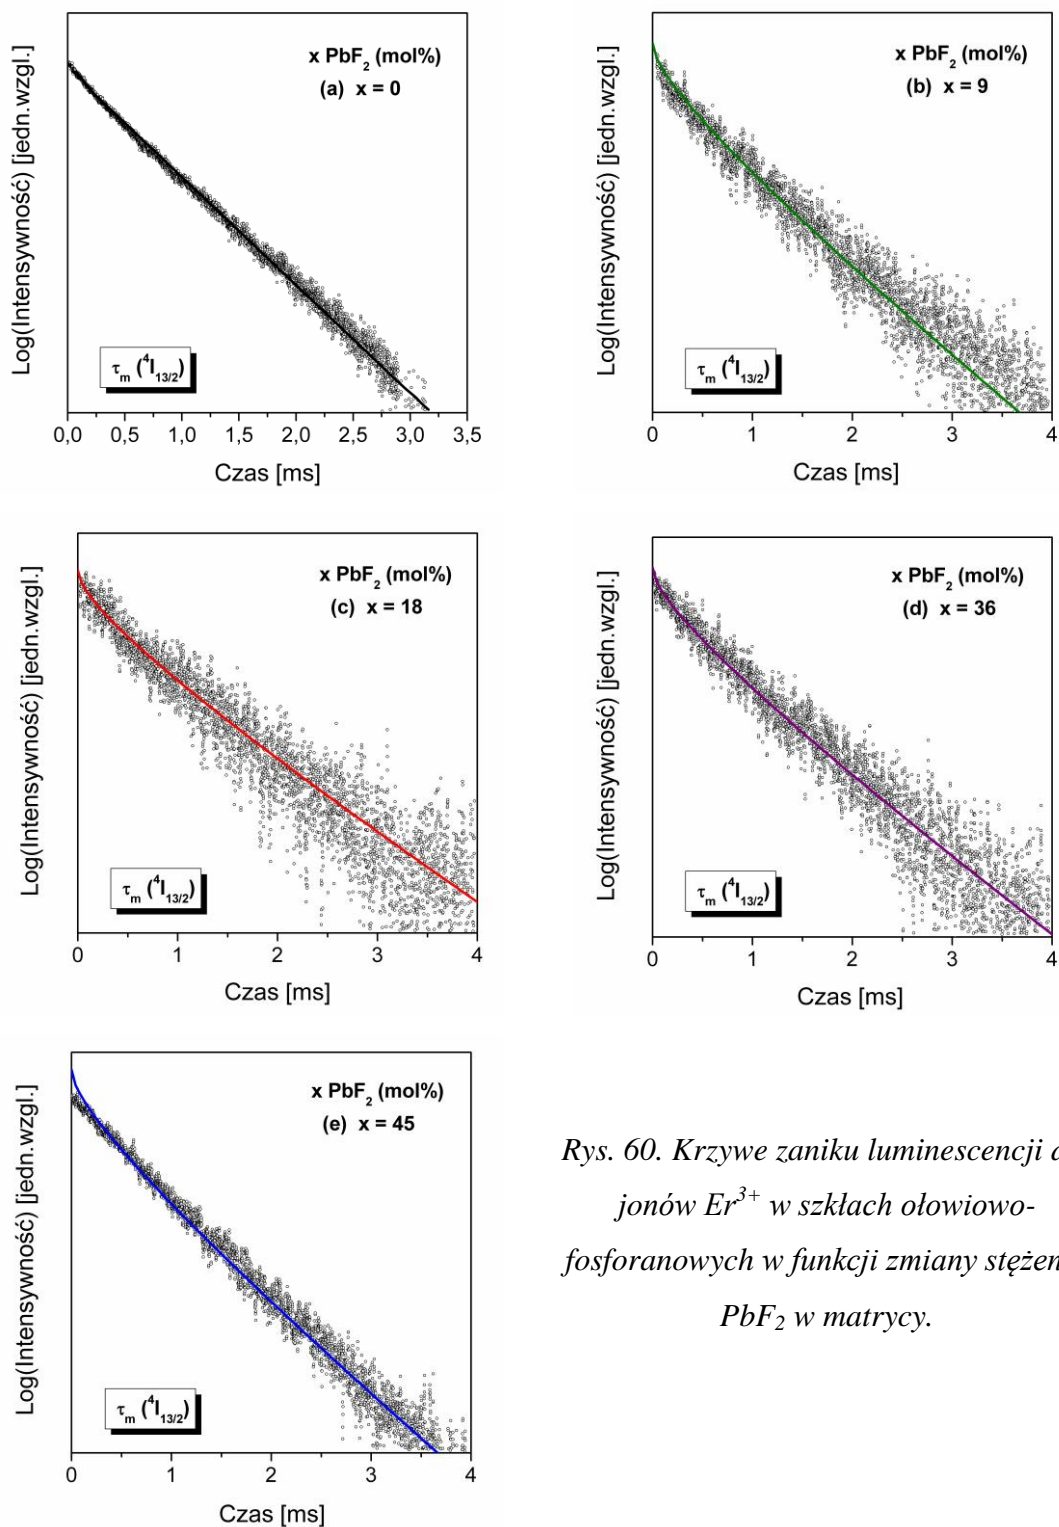 Log(Intensywność) [jedn.wzgl.]
x PbF2 (mol%)
(a) x = 0
τm (4I13/2)
0,0 0,5 1,0 1,5 2,0 2,5 3,0 3,5
Czas [ms]
Log(Intensywność) [jedn.wzgl.]
x PbF2 (mol%)
(b) x = 9
τm (4I13/2)
0 1 2 3 4
Czas [ms]
Log(Intensywność) [jedn.wzgl.]
x PbF2 (mol%)
(c) x = 18
τm (4I13/2)
0 1 2 3 4
Czas [ms]
Log(Intensywność) [jedn.wzgl.]
x PbF2 (mol%)
(d) x = 36
τm (4I13/2)
0 1 2 3 4
Czas [ms]
Log(Intensywność) [jedn.wzgl.]
x PbF2 (mol%)
(e) x = 45
τm (4I13/2)
0 1 2 3 4
Czas [ms]
Rys. 60. Krzywe zaniku luminescencji
jonów Er3+ w szkłach ołowiowo-
fosforanowych w funkcji zmiany
PbF2 w matrycy.